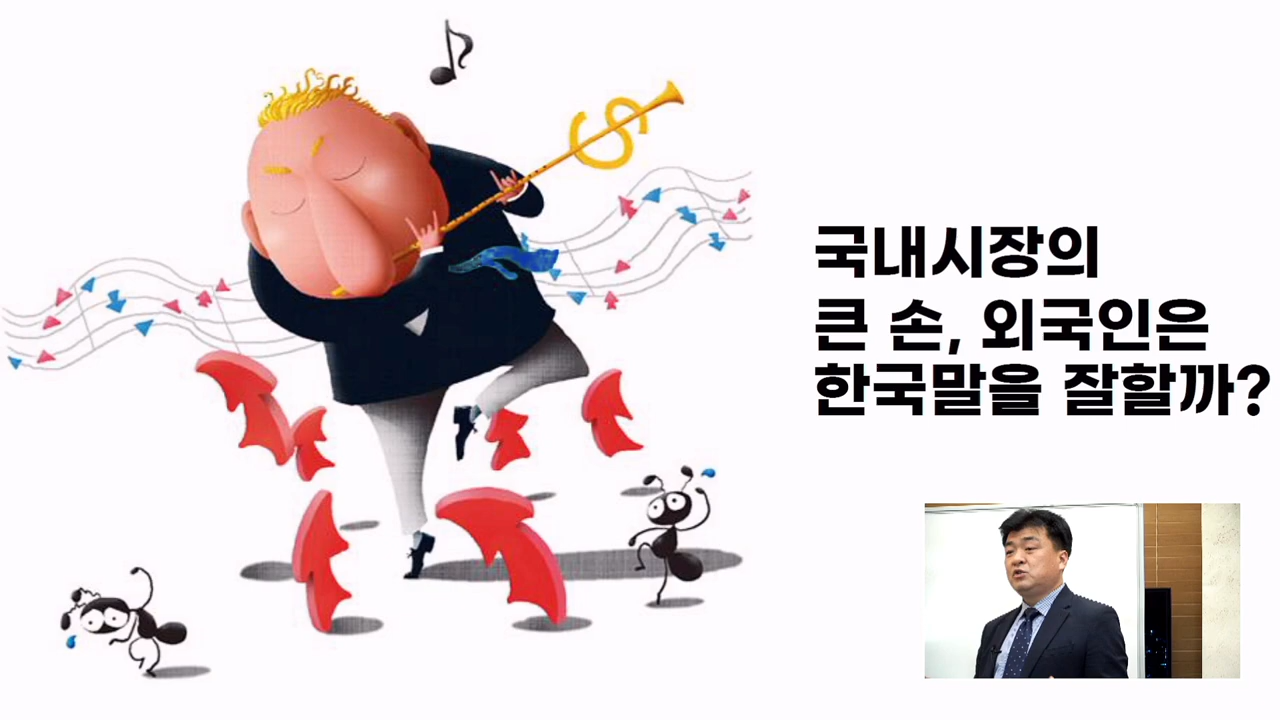 국내시장의
큰 손, 외국인은
한국말을 잘할까?